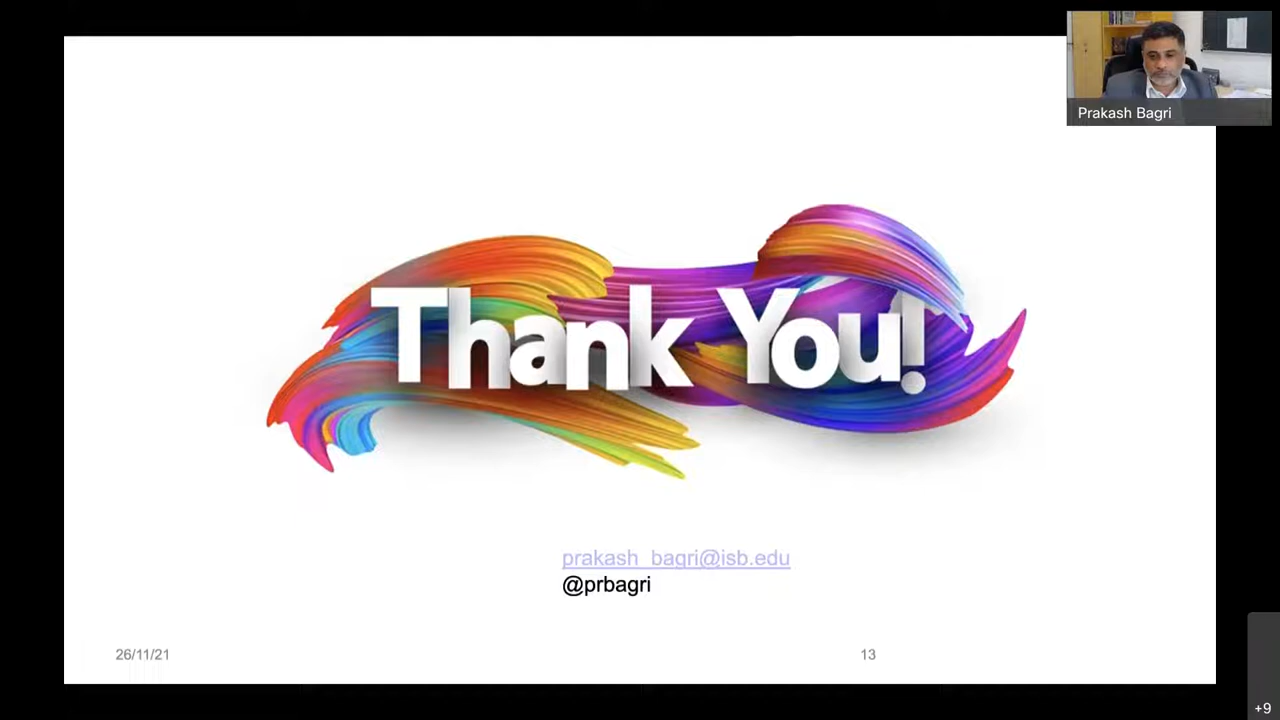 Prakash Bagri
Thank You!
prakash_bagri@isb.edu
@prbagri
26/11/21
13
+9